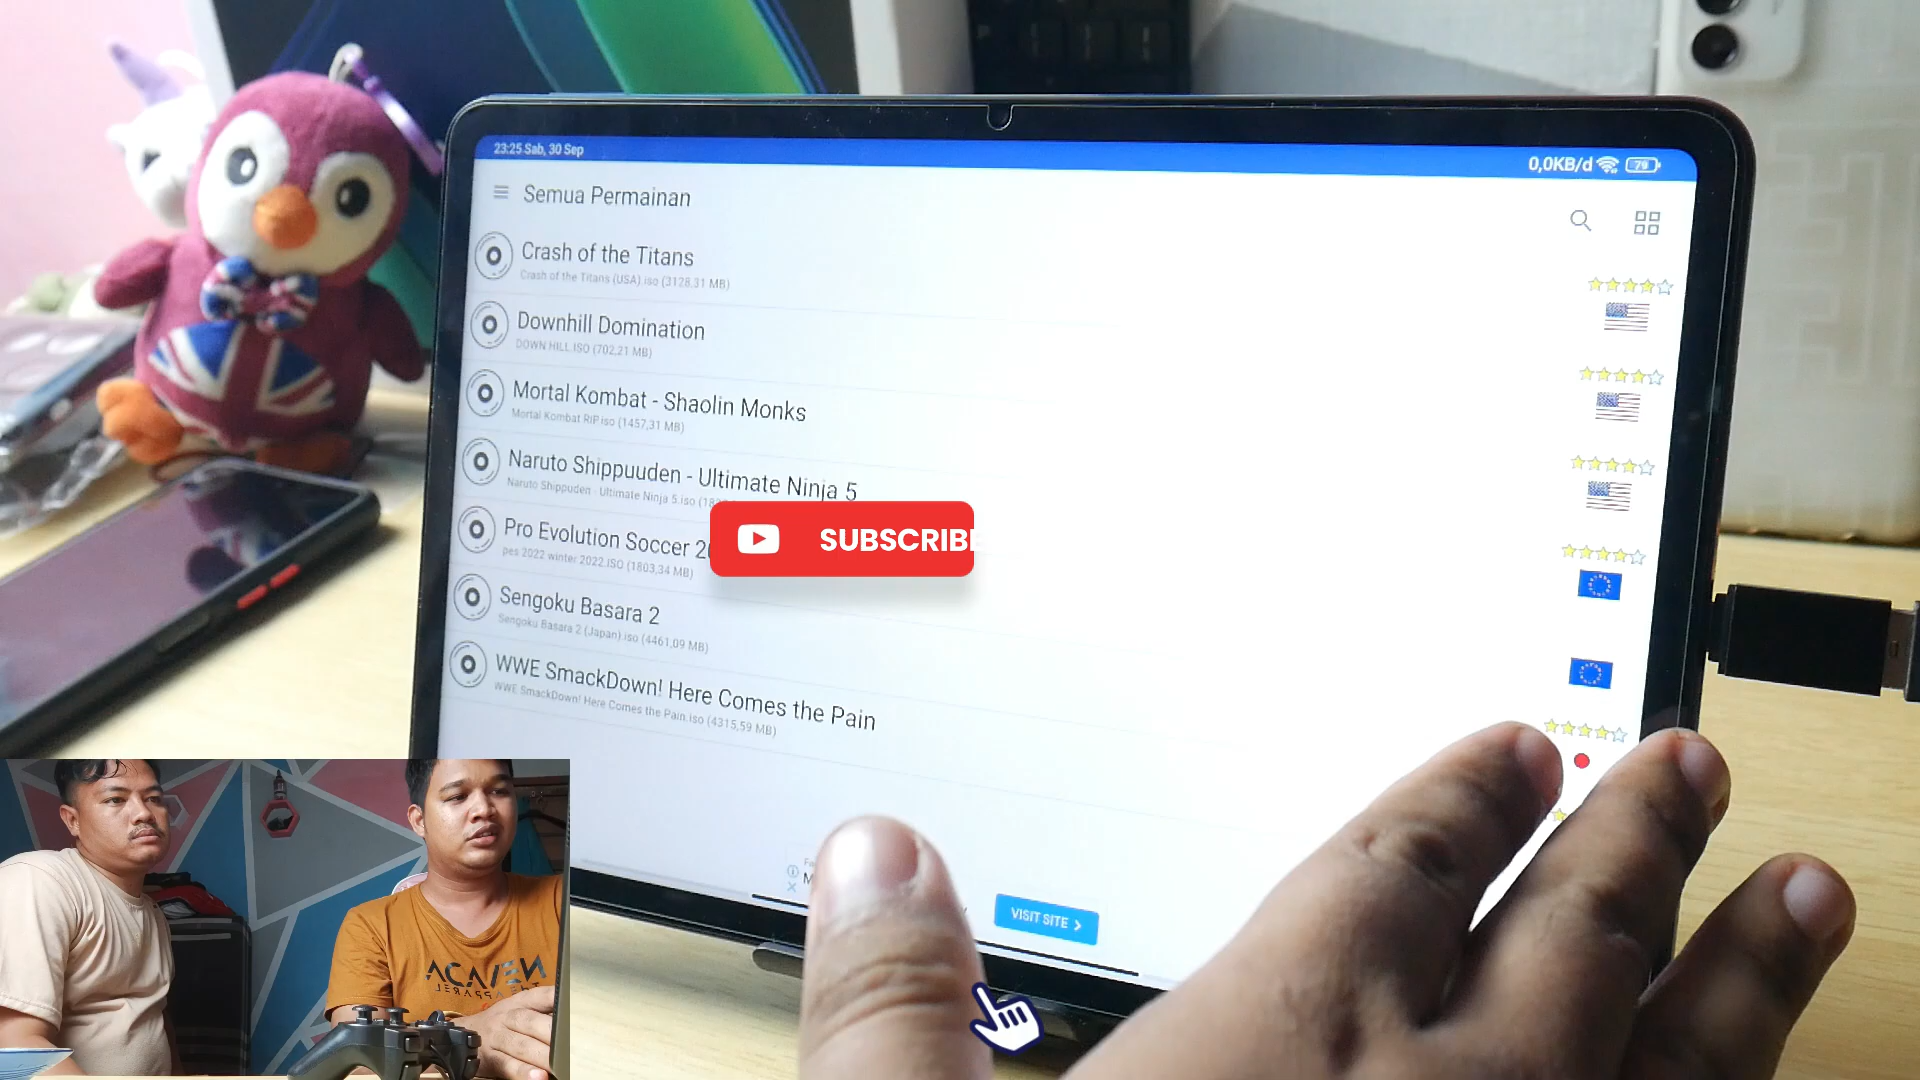 23:25 Sab, 30 Sep
0,0KB/d
79
Semua Permainan
Crash of the Titans
Crash of the Titans (USA).iso (3128,31 MB)
Downhill Domination
DOWN HILL.ISO (702,21 MB)
Mortal Kombat - Shaolin Monks
Mortal Kombat RIP.iso (1457,31 MB)
Naruto Shippuuden - Ultimate Ninja 5
Naruto Shippuden - Ultimate Ninja 5.iso
SUBSCRIBE
Pro Evolution Soccer
pes 2022 winter 2022.ISO (1803,34 MB)
Sengoku Basara 2
Sengoku Basara 2 (Japan).iso (4461,09 MB)
WWE SmackDown! Here Comes the Pain
WWE SmackDown! Here Comes the Pain.iso (4315,59 MB)
VISIT SITE